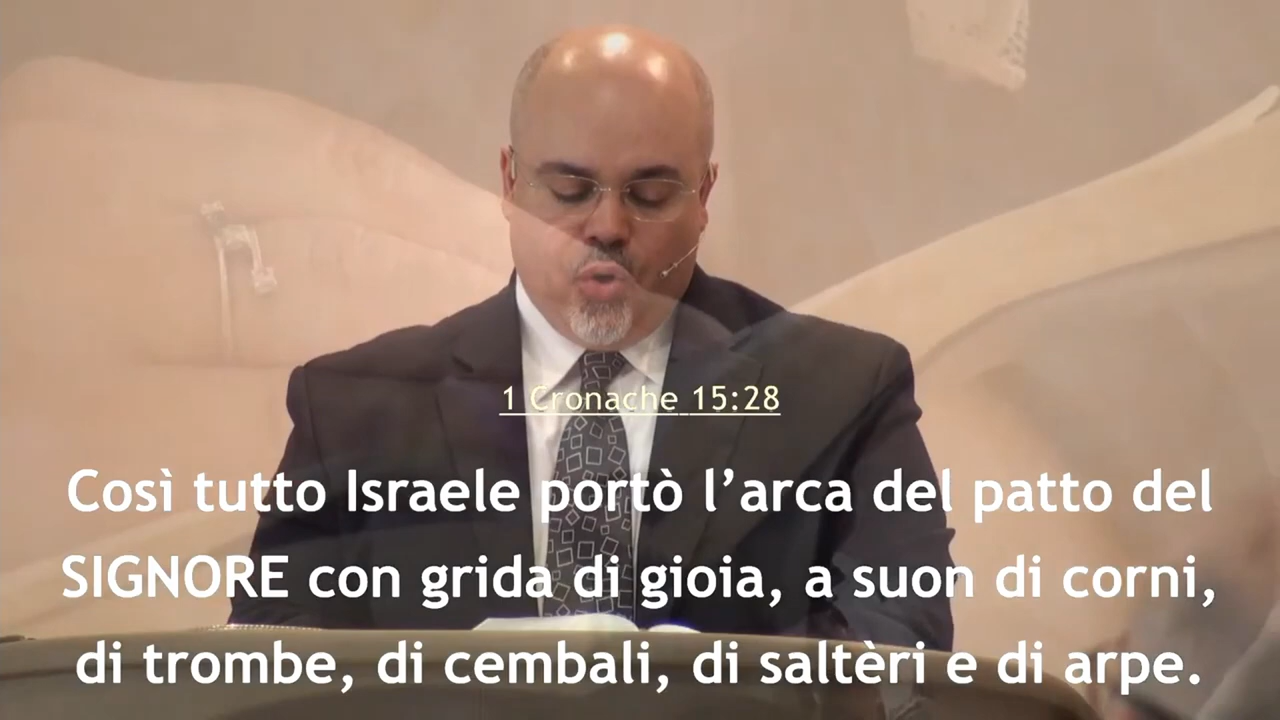 1 Cronache 15:28
Così tutto Israele portò l’arca del patto del
SIGNORE con grida di gioia, a suon di corni,
di trombe, di cembali, di saltèri e di arpe.